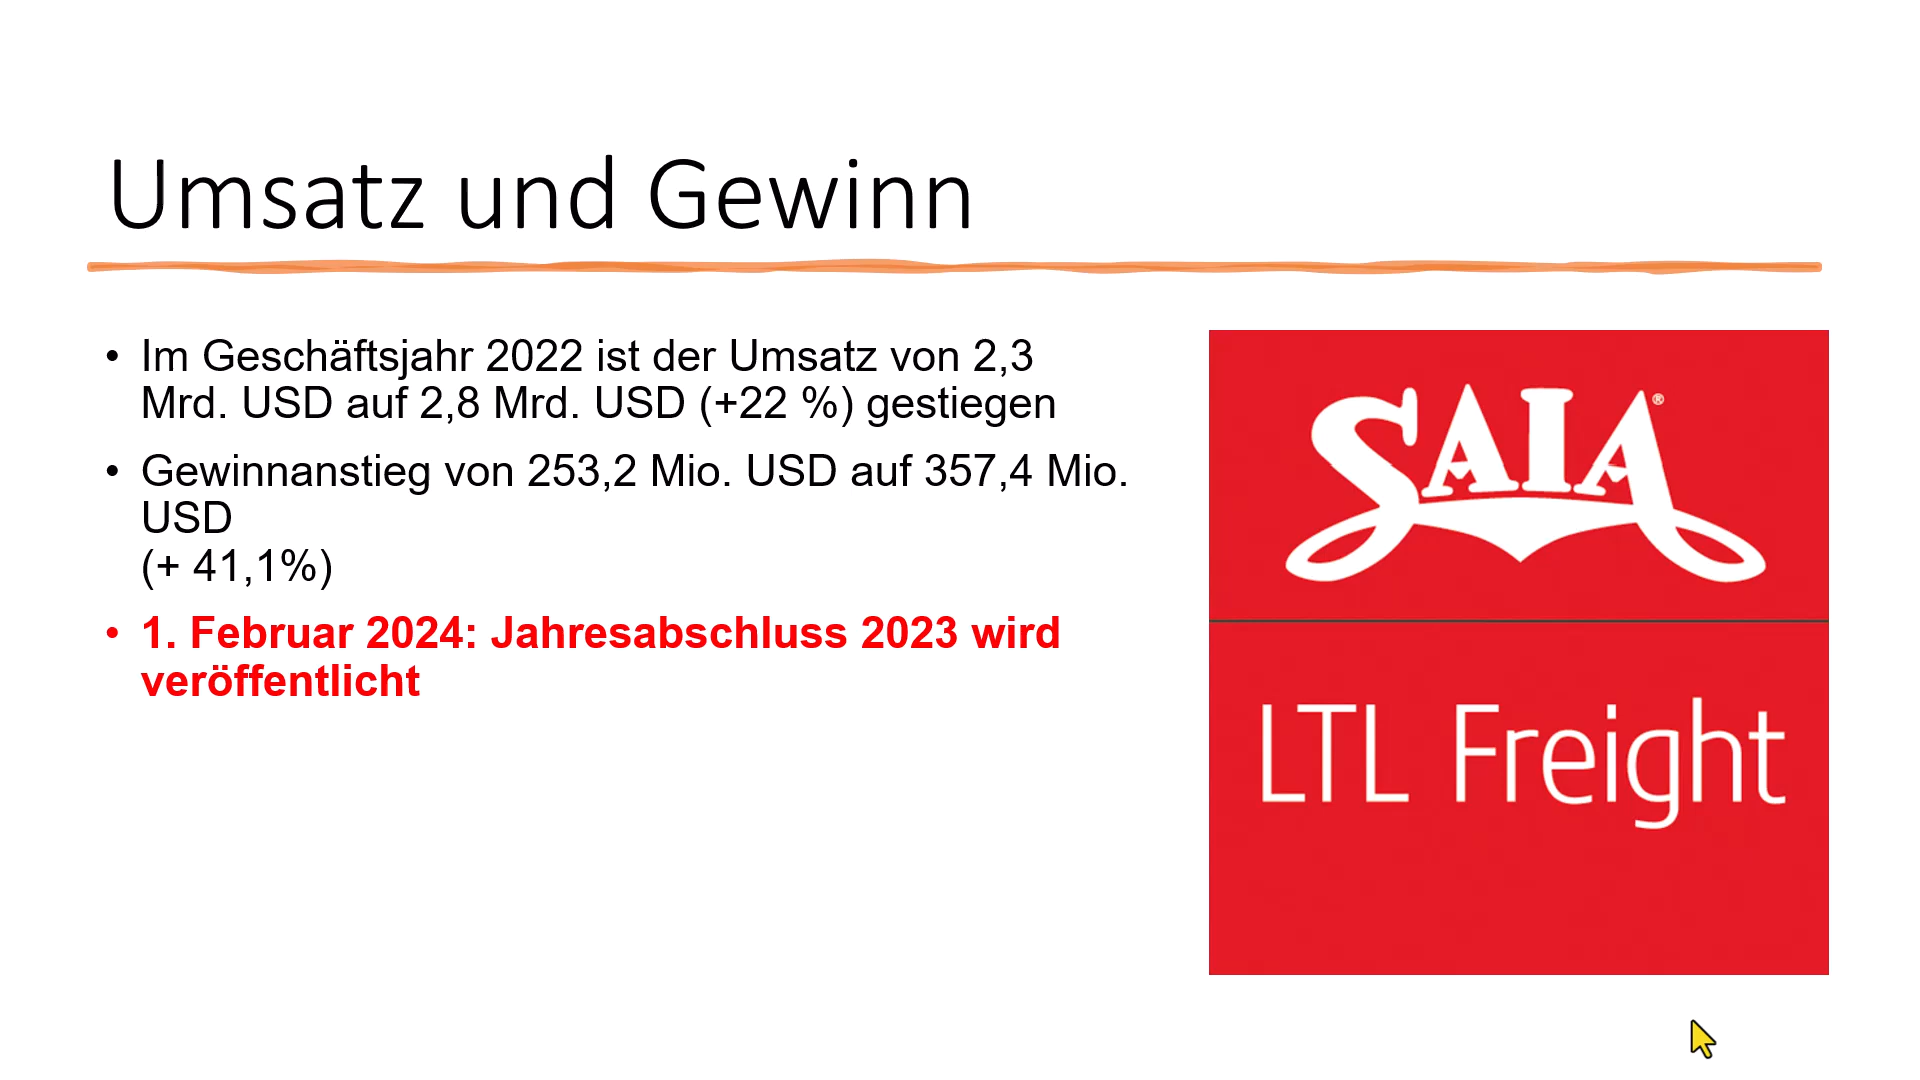 Umsatz und Gewinn
• Im Geschäftsjahr 2022 ist der Umsatz von 2,3
Mrd. USD auf 2,8 Mrd. USD (+22 %) gestiegen
• Gewinnanstieg von 253,2 Mio. USD auf 357,4 Mio.
USD
(+ 41,1%)
• 1. Februar 2024: Jahresabschluss 2023 wird
veröffentlicht
SAIA®
LTL Freight